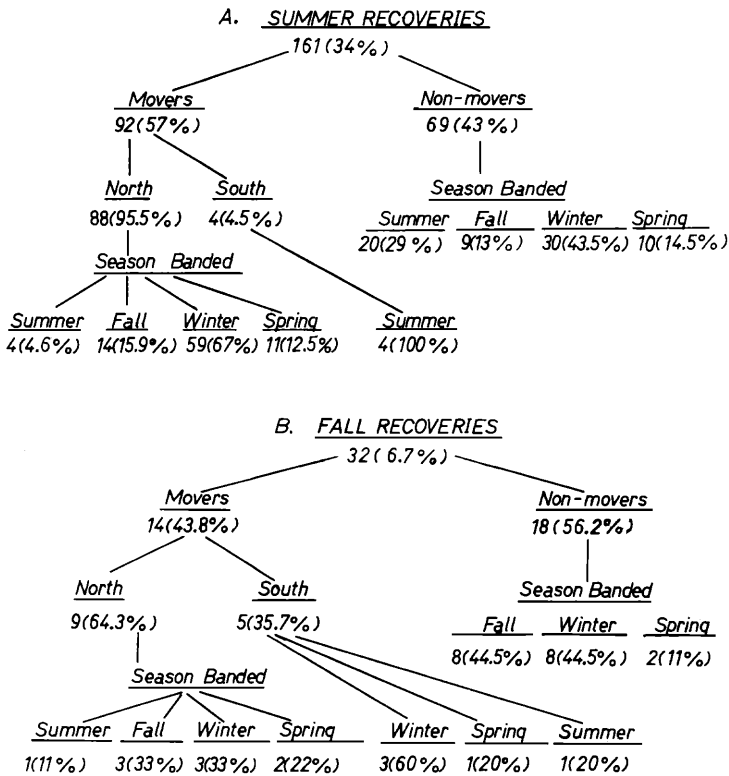 A. SUMMER RECOVERIES
161(34%)
Movers Non-movers
92(57%) 69(43%)
North South Season Banded
88(95.5%) 4(4.5%) Summer Fall Winter Spring
20(29%) 9(13%) 30(43.5%) 10(14.5%)
Season Banded
Summer Fall Winter Spring Summer
4(4.6%) 14(15.9%) 59(67%) 11(12.5%) 4(100%)
B. FALL RECOVERIES
32(6.7%)
Movers Non-movers
14(43.8%) 18(56.2%)
North South Season Banded
9(64.3%) 5(35.7%) Fall Winter Spring
8(44.5%) 8(44.5%) 2(11%)
Season Banded
Summer Fall Winter Spring Winter Spring Summer
1(11%) 3(33%) 3(33%) 2(22%) 3(60%) 1(20%) 1(20%)